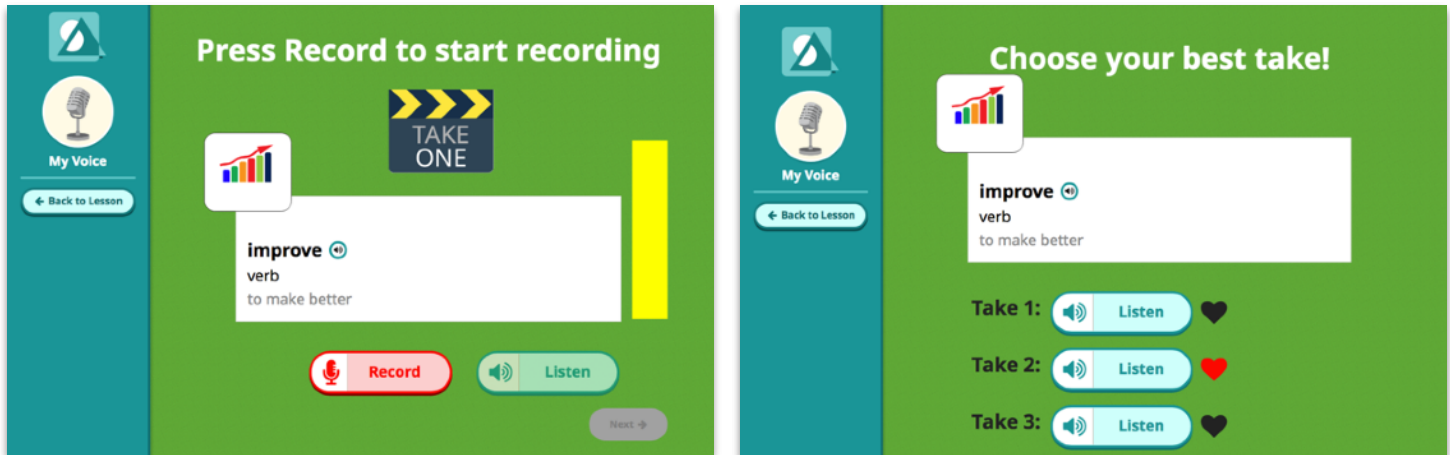 Press Record to start recording
TAKE
ONE
My Voice
← Back to Lesson
improve
verb
to make better
Record
Listen
Next →
Choose your best take!
My Voice
← Back to Lesson
improve
verb
to make better
Take 1: Listen
Take 2: Listen
Take 3: Listen